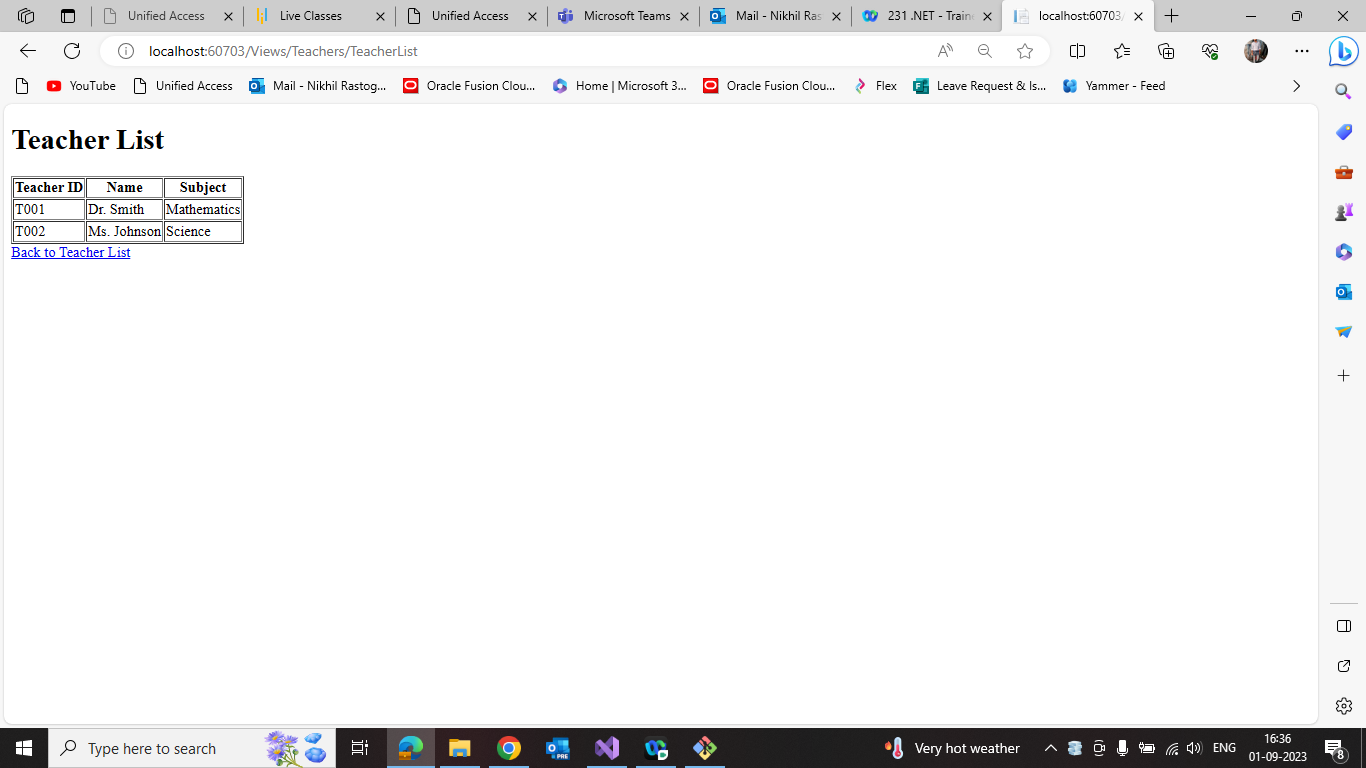 Unified Access
Live Classes
Unified Access
Microsoft Teams
Mail - Nikhil Ras
231 .NET - Traine
localhost:60703/
localhost:60703/Views/Teachers/TeacherList
YouTube
Unified Access
Mail - Nikhil Rastog...
Oracle Fusion Clou...
Home | Microsoft 3...
Oracle Fusion Clou...
Flex
Leave Request & Is...
Yammer - Feed
Teacher List
Teacher ID Name Subject
T001 Dr. Smith Mathematics
T002 Ms. Johnson Science
Back to Teacher List
Type here to search
PRE
Very hot weather
ENG
16:36
01-09-2023
8